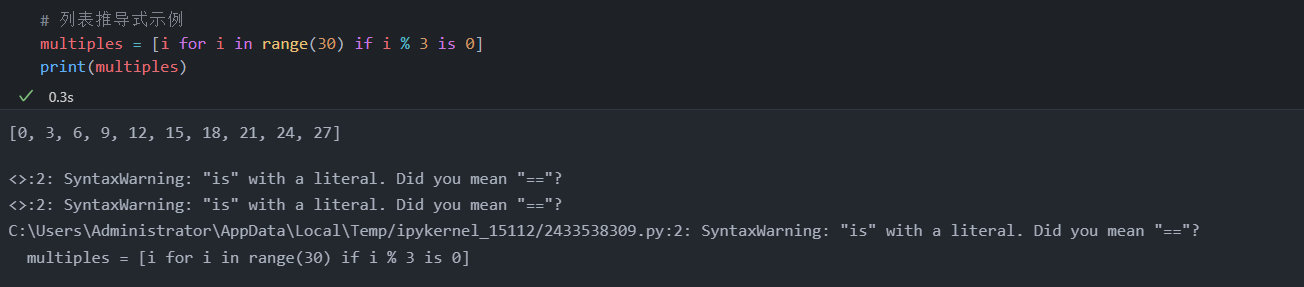 # 列表推导式示例
multiples = [i for i in range(30) if i % 3 is 0]
print(multiples)
0.3s
[0, 3, 6, 9, 12, 15, 18, 21, 24, 27]
<>:2: SyntaxWarning: "is" with a literal. Did you mean "=="?
<>:2: SyntaxWarning: "is" with a literal. Did you mean "=="?
C:\Users\Administrator\AppData\Local\Temp/ipykernel_15112/2433538309.py:2: SyntaxWarning: "is" with a literal. Did you mean "=="?
  multiples = [i for i in range(30) if i % 3 is 0]